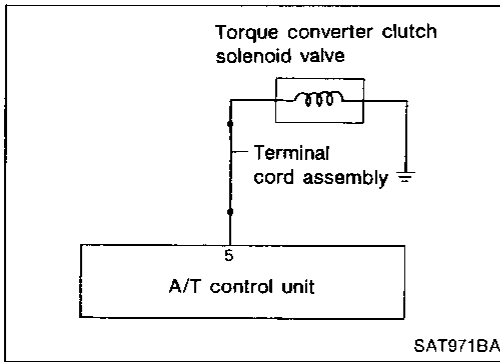 Torque converter clutch
solenoid valve
Terminal
cord assembly
5
A/T control unit
SAT971BA